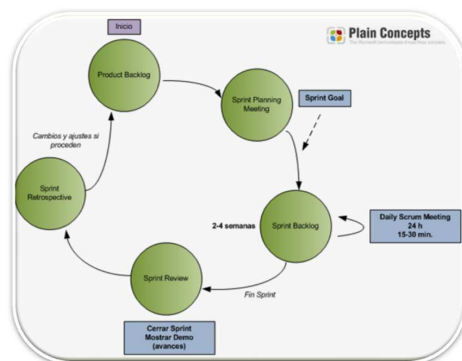 Inicio
Plain Concepts
Product Backlog
Sprint Planning
Meeting
Sprint Goal
Cambios y ajustes si
proceden
Sprint
Retrospective
2-4 semanas
Sprint Backlog
Daily Scrum Meeting
24 h
15-30 min.
Sprint Review
Fin Sprint
Cerrar Sprint
Mostrar Demo
(avances)